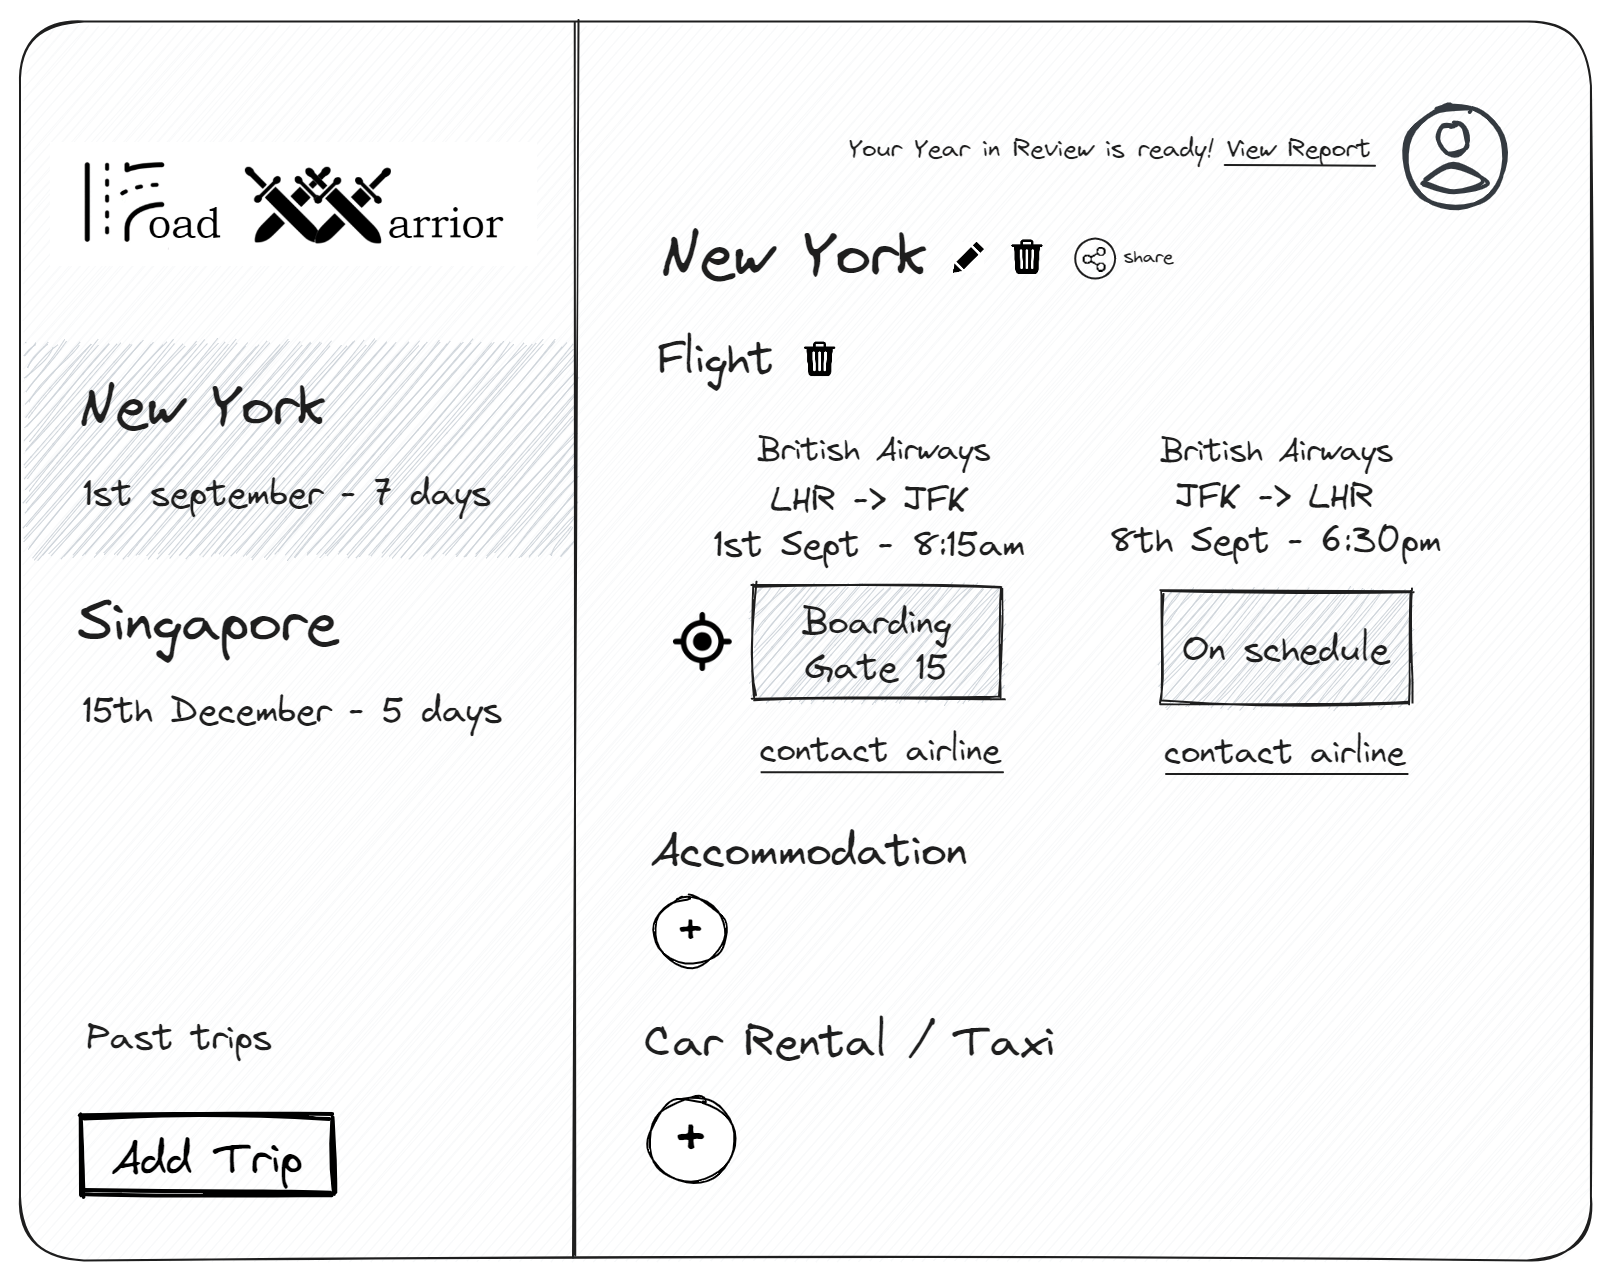 Road Warrior
New York
1st september - 7 days
Singapore
15th December - 5 days
Past trips
Add Trip
Your Year in Review is ready! View Report
New York
share
Flight
British Airways
LHR -> JFK
1st Sept - 8:15am
Boarding
Gate 15
contact airline
British Airways
JFK -> LHR
8th Sept - 6:30pm
On schedule
contact airline
Accommodation
+
Car Rental / Taxi
+